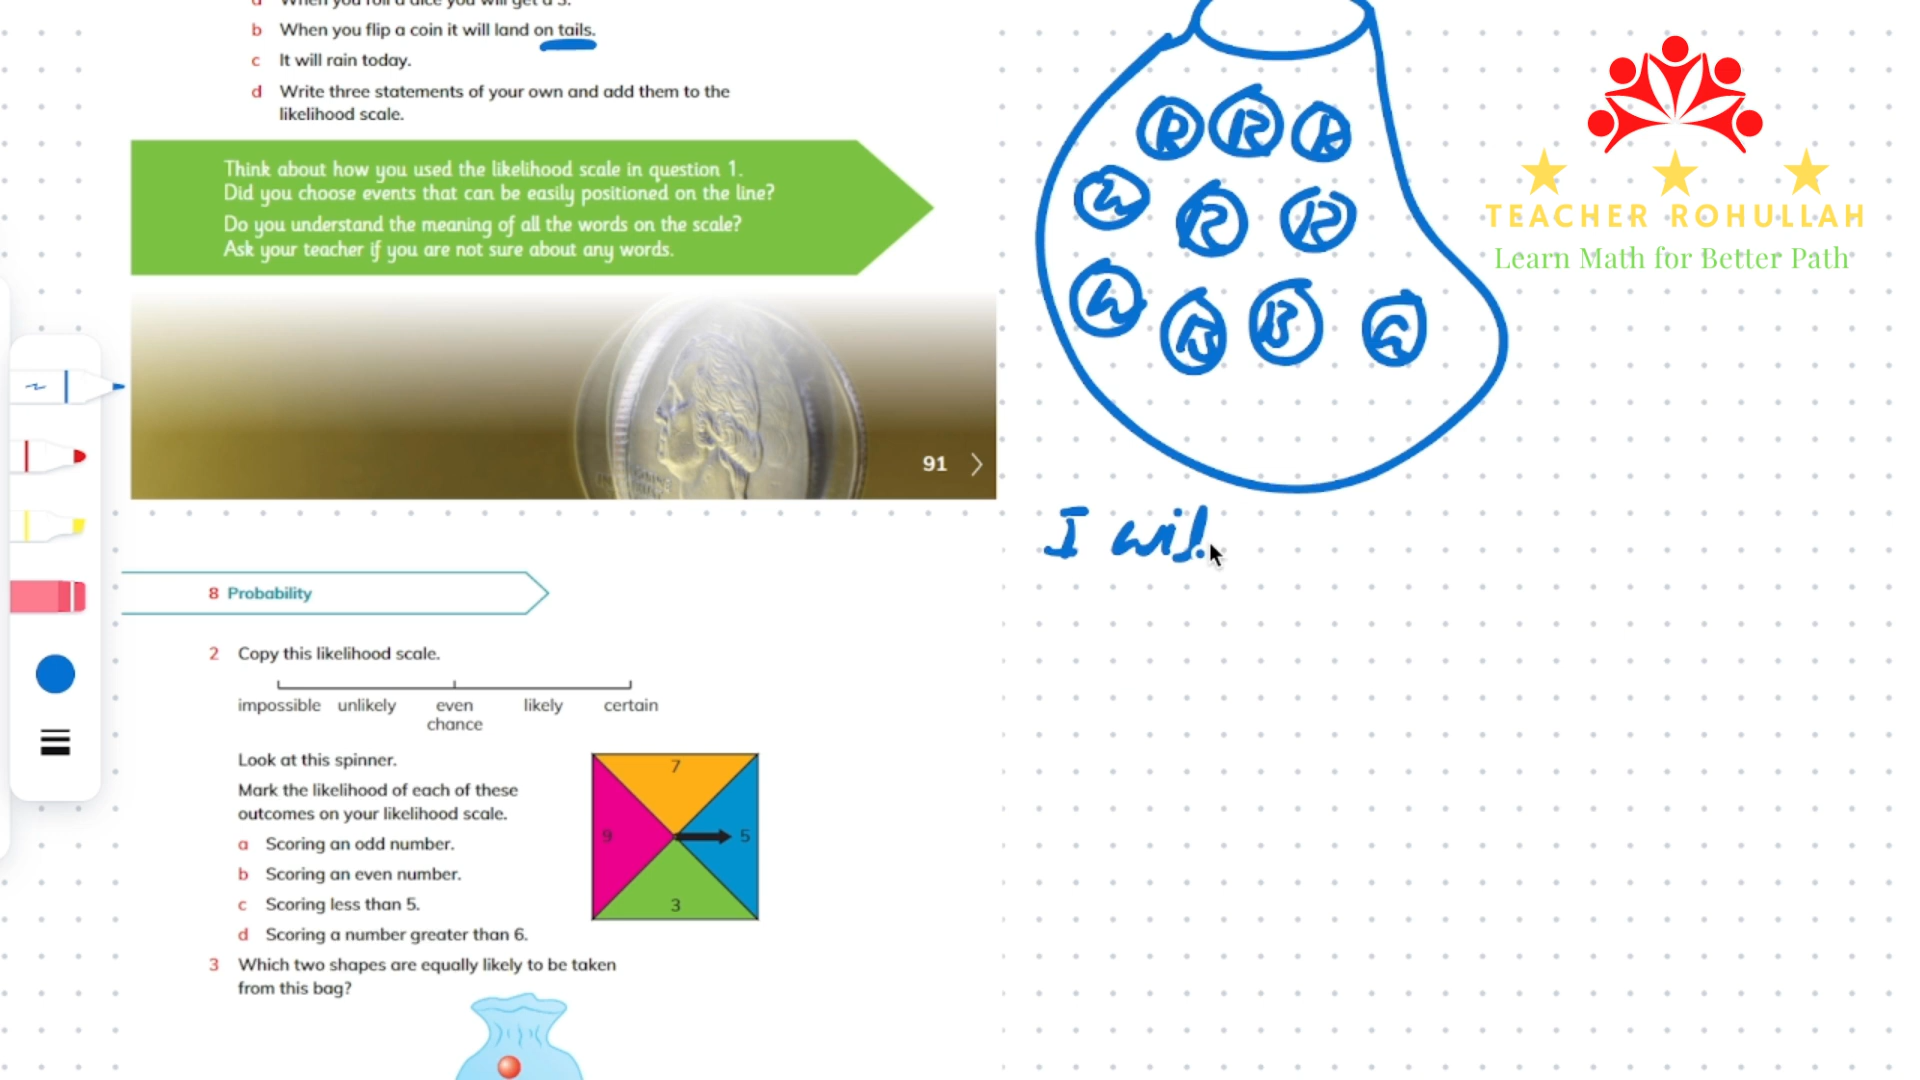 b When you flip a coin it will land on tails.
c It will rain today.
d Write three statements of your own and add them to the
likelihood scale.
Think about how you used the likelihood scale in question 1.
Did you choose events that can be easily positioned on the line?
Do you understand the meaning of all the words on the scale?
Ask your teacher if you are not sure about any words.
91
8 Probability
2 Copy this likelihood scale.
impossible unlikely even likely certain
chance
Look at this spinner.
Mark the likelihood of each of these
outcomes on your likelihood scale.
a Scoring an odd number.
b Scoring an even number.
c Scoring less than 5.
d Scoring a number greater than 6.
7
9 5
3
3 Which two shapes are equally likely to be taken
from this bag?
R R R
W R R
W B B G
I wil
TEACHER ROHULLAH
Learn Math for Better Path